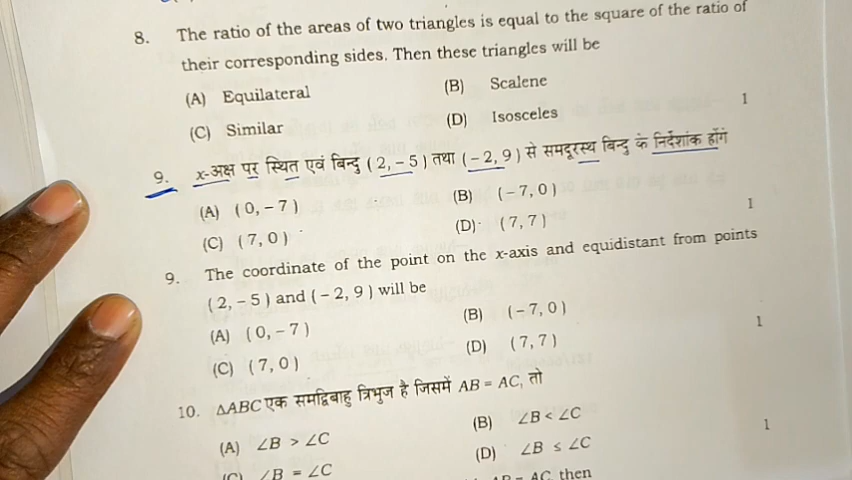 8. The ratio of the areas of two triangles is equal to the square of the ratio of
their corresponding sides. Then these triangles will be
(A) Equilateral (B) Scalene
(C) Similar (D) Isosceles 1
9. x-अक्ष पर स्थित एवं बिन्दु ( 2, – 5 ) तथा ( – 2, 9 ) से समदूरस्थ बिन्दु के निर्देशांक होंगे
(A) ( 0, – 7 ) (B) ( – 7, 0 )
(C) ( 7, 0 ) (D) ( 7, 7 ) 1
9. The coordinate of the point on the x-axis and equidistant from points
( 2, – 5 ) and ( – 2, 9 ) will be
(A) ( 0, – 7 ) (B) ( – 7, 0 )
(C) ( 7, 0 ) (D) ( 7, 7 ) 1
10. ΔABC एक समद्विबाहु त्रिभुज है जिसमें AB = AC, तो
(A) ∠B > ∠C (B) ∠B < ∠C
(C) ∠B = ∠C (D) ∠B ≤ ∠C 1
AB = AC, then